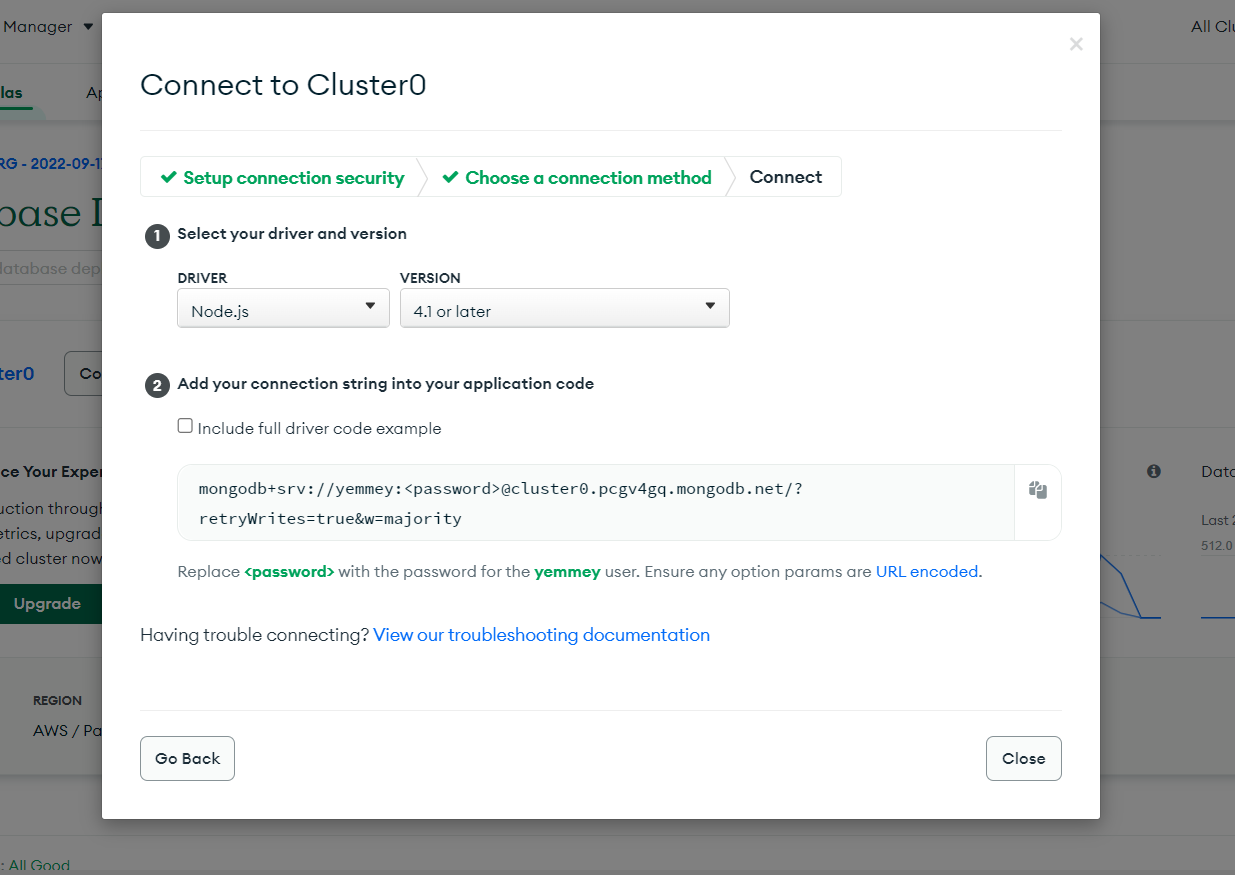 Manager
All Clu
las
Ap
RG - 2022-09-1
base D
database dep
ter0
Co
ce Your Exper
uction through
etrics, upgrad
ed cluster now
Upgrade
REGION
AWS / Pa
: All Good
Data
Last 2
512.0
×
Connect to Cluster0
Setup connection security
Choose a connection method
Connect
1 Select your driver and version
DRIVER
VERSION
Node.js
4.1 or later
2 Add your connection string into your application code
Include full driver code example
mongodb+srv://yemmey:<password>@cluster0.pcgv4gq.mongodb.net/?
retryWrites=true&w=majority
Replace <password> with the password for the yemmey user. Ensure any option params are URL encoded.
Having trouble connecting? View our troubleshooting documentation
Go Back
Close